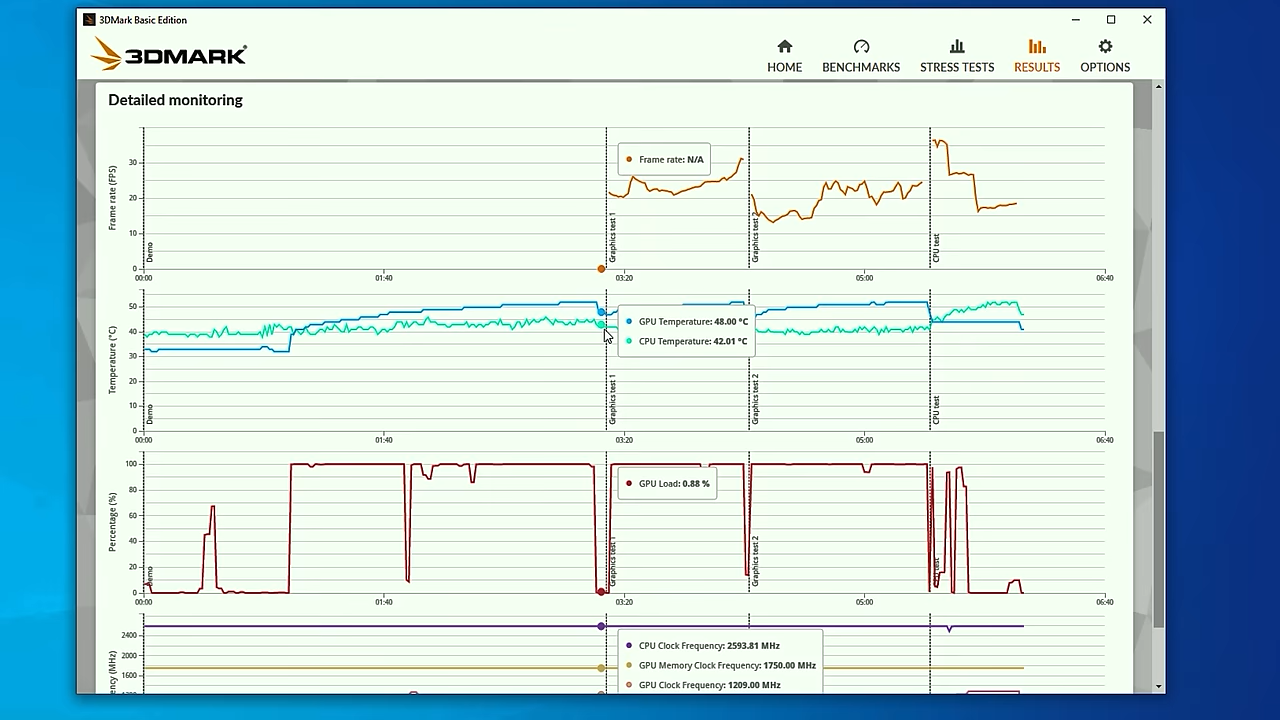 3DMark Basic Edition
3DMARK
HOME
BENCHMARKS
STRESS TESTS
RESULTS
OPTIONS
Detailed monitoring
Frame rate (FPS)
30
20
10
0
Demo
Graphics test 1
Graphics test 2
CPU test
Frame rate: N/A
00:00
01:40
03:20
05:00
06:40
Temperature (°C)
50
40
30
20
10
0
Demo
Graphics test 1
Graphics test 2
CPU test
GPU Temperature: 48.00 °C
CPU Temperature: 42.01 °C
00:00
01:40
03:20
05:00
06:40
Percentage (%)
100
80
60
40
20
0
Demo
Graphics test 1
Graphics test 2
GPU Load: 0.88 %
00:00
01:40
03:20
05:00
06:40
2400
2000
1600
CPU Clock Frequency: 2593.81 MHz
GPU Memory Clock Frequency: 1750.00 MHz
GPU Clock Frequency: 1209.00 MHz